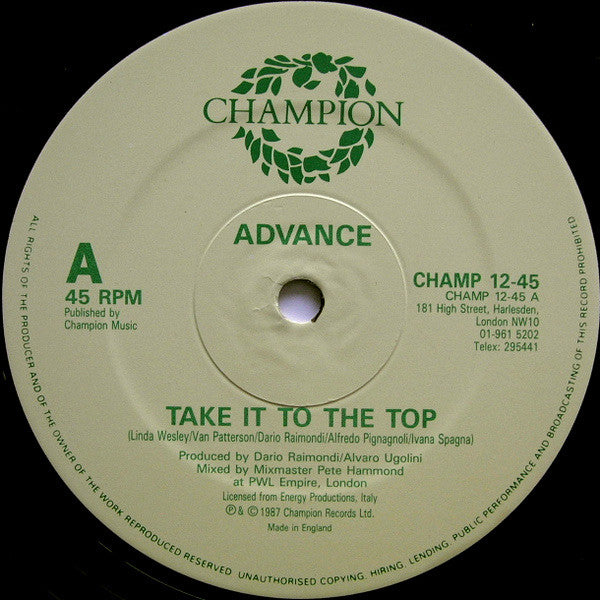 CHAMPION
ADVANCE
A
45 RPM
Published by
Champion Music
CHAMP 12-45
CHAMP 12-45 A
181 High Street, Harlesden,
London NW10
01-961 5202
Telex: 295441
TAKE IT TO THE TOP
(Linda Wesley/Van Patterson/Dario Raimondi/Alfredo Pignagnoli/Ivana Spagna)
Produced by Dario Raimondi/Alvaro Ugolini
Mixed by Mixmaster Pete Hammond
at PWL Empire, London
Licensed from Energy Productions, Italy
℗ & © 1987 Champion Records Ltd.
Made in England
ALL RIGHTS OF THE PRODUCER AND OF THE OWNER OF THE WORK REPRODUCED RESERVED. UNAUTHORISED COPYING, HIRING, LENDING, PUBLIC PERFORMANCE AND BROADCASTING OF THIS RECORD PROHIBITED